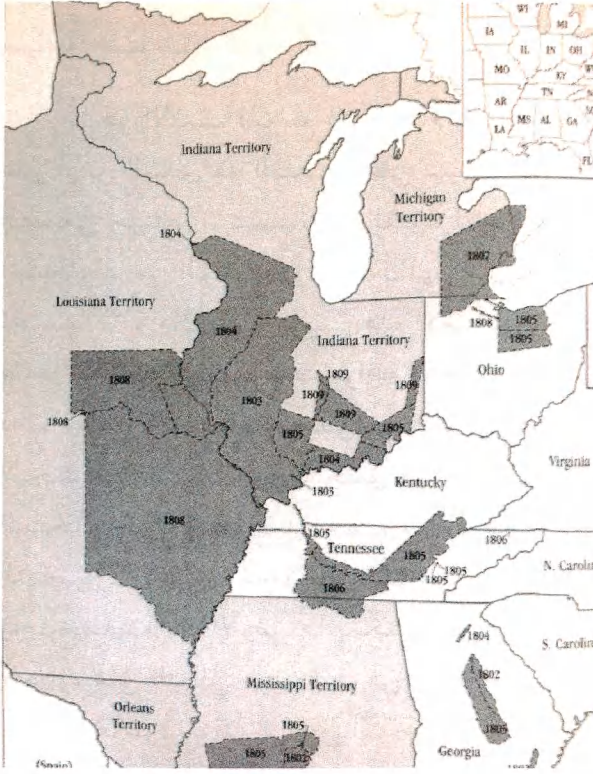 WI
MI
IA
IL
IN
OH
MO
KY
TN
AR
MS
AL
GA
LA
Indiana Territory
Michigan
Territory
1804
1807
Louisiana Territory
1804
1808
1805
1805
Indiana Territory
Ohio
1809
1808
1803
1809
1809
1809
1808
1805
1805
1804
Virginia
1803
Kentucky
1808
1805
Tennessee
1806
1805
1805
1805
N. Carolin
1806
1804
S. Carolin
1802
Mississippi Territory
Orleans
Territory
1805
1805
1805
1802
Georgia
(Spain)